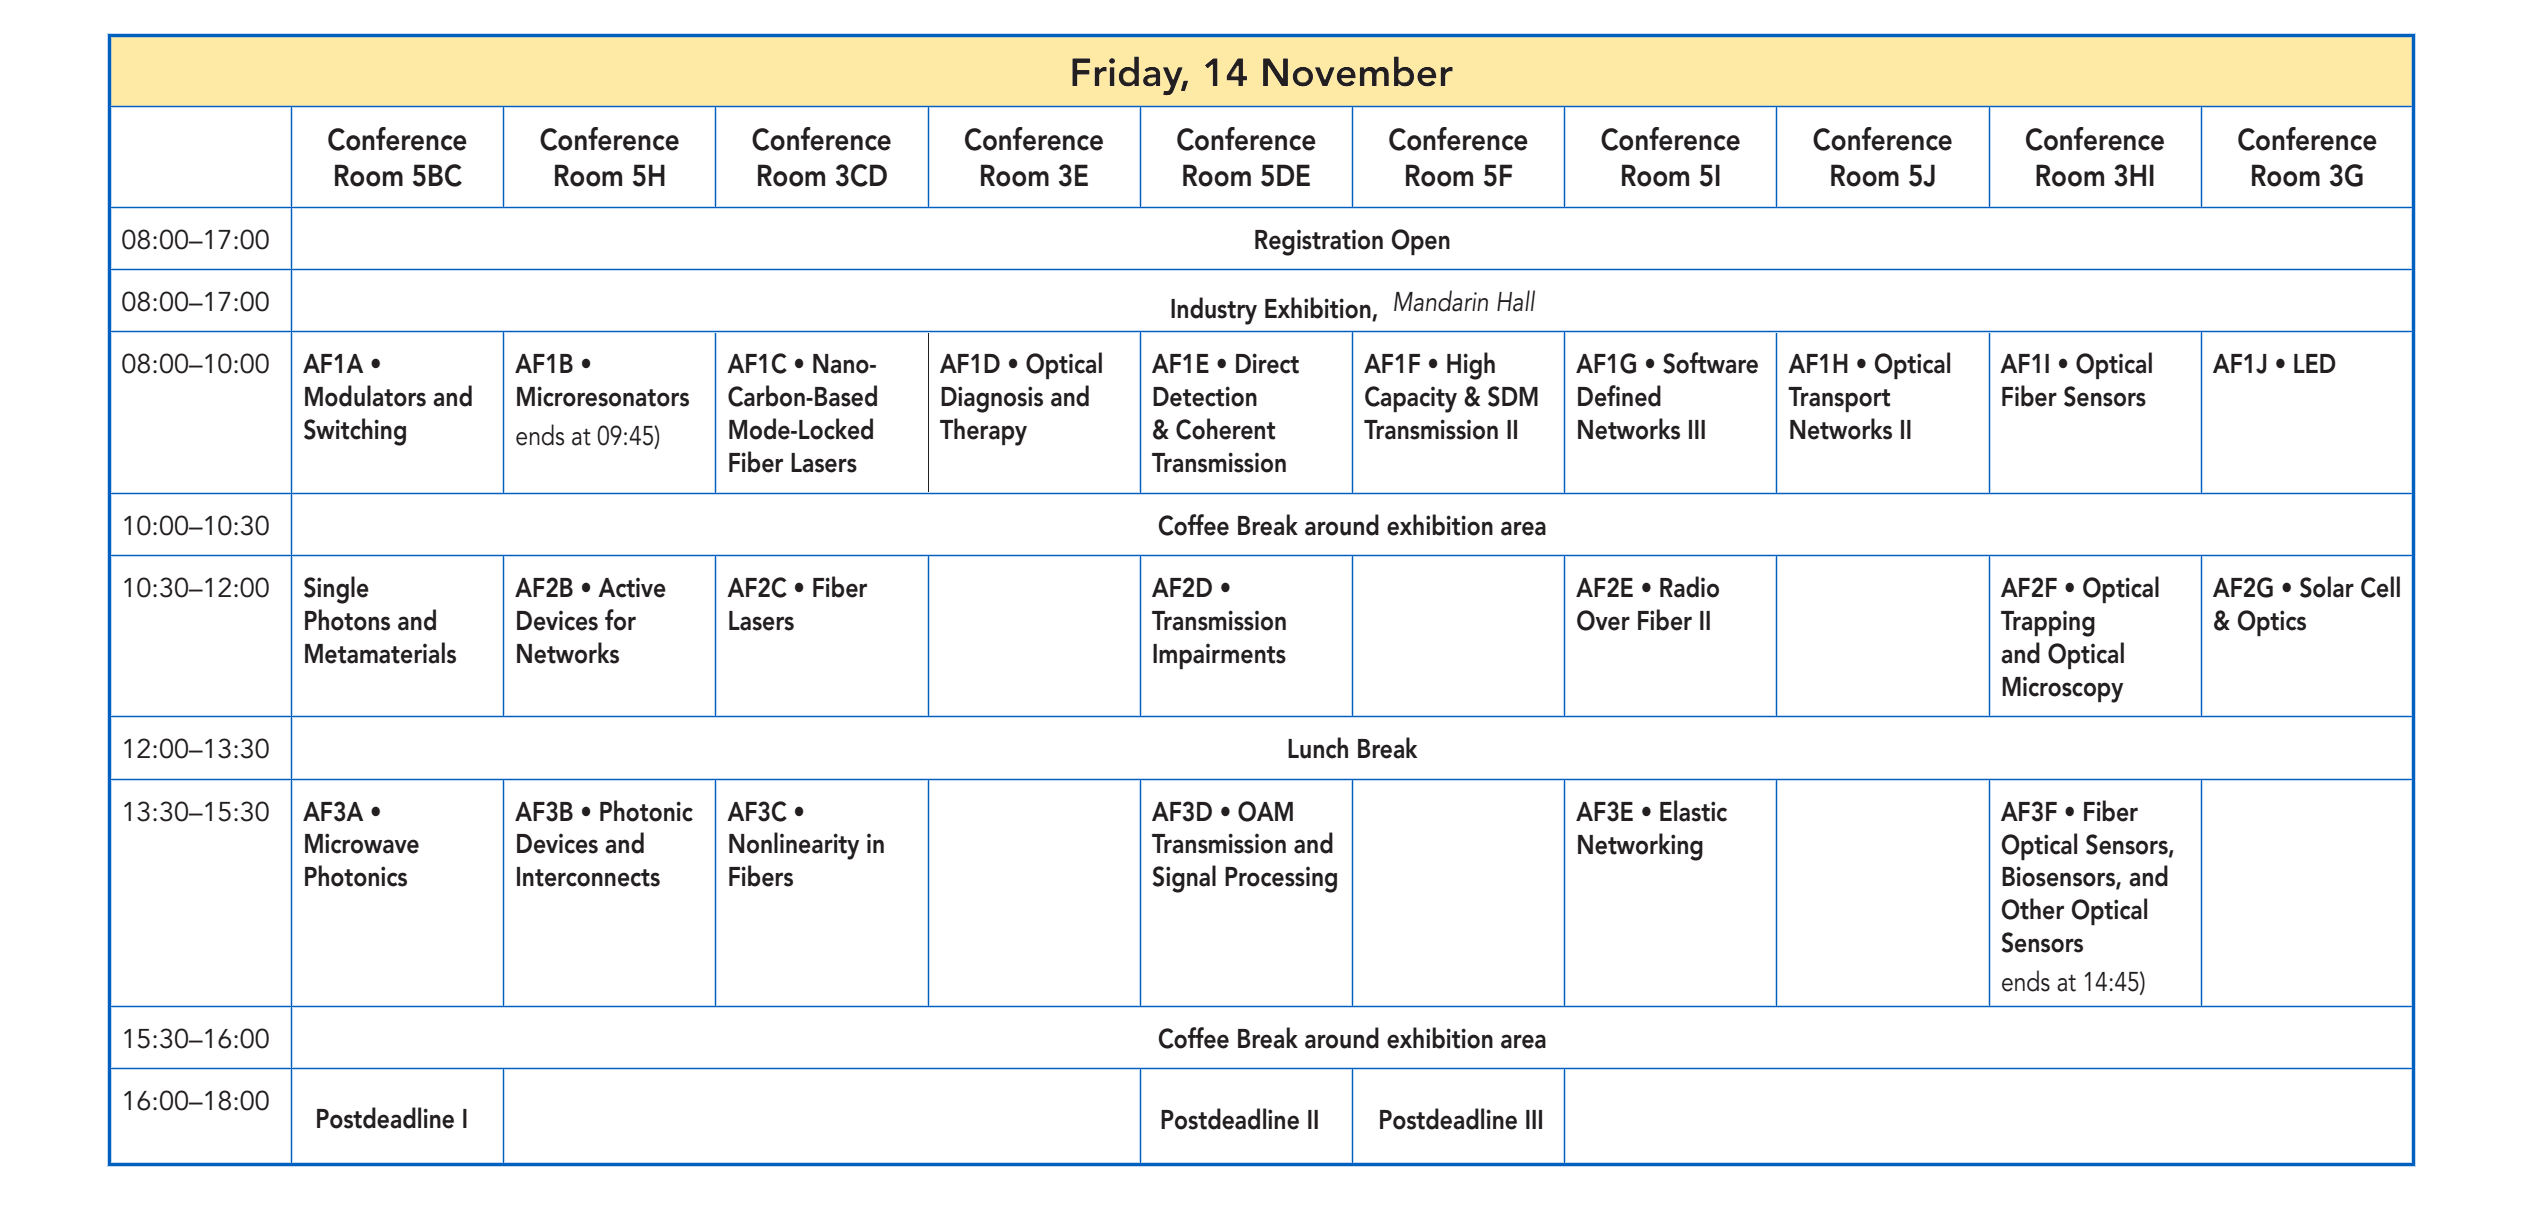 Friday, 14 November
Conference
Room 5BC
Conference
Room 5H
Conference
Room 3CD
Conference
Room 3E
Conference
Room 5DE
Conference
Room 5F
Conference
Room 5I
Conference
Room 5J
Conference
Room 3HI
Conference
Room 3G
08:00–17:00
Registration Open
08:00–17:00
Industry Exhibition, Mandarin Hall
08:00–10:00
AF1A •
Modulators and
Switching
AF1B •
Microresonators
ends at 09:45)
AF1C • Nano-
Carbon-Based
Mode-Locked
Fiber Lasers
AF1D • Optical
Diagnosis and
Therapy
AF1E • Direct
Detection
& Coherent
Transmission
AF1F • High
Capacity & SDM
Transmission II
AF1G • Software
Defined
Networks III
AF1H • Optical
Transport
Networks II
AF1I • Optical
Fiber Sensors
AF1J • LED
10:00–10:30
Coffee Break around exhibition area
10:30–12:00
Single
Photons and
Metamaterials
AF2B • Active
Devices for
Networks
AF2C • Fiber
Lasers
AF2D •
Transmission
Impairments
AF2E • Radio
Over Fiber II
AF2F • Optical
Trapping
and Optical
Microscopy
AF2G • Solar Cell
& Optics
12:00–13:30
Lunch Break
13:30–15:30
AF3A •
Microwave
Photonics
AF3B • Photonic
Devices and
Interconnects
AF3C •
Nonlinearity in
Fibers
AF3D • OAM
Transmission and
Signal Processing
AF3E • Elastic
Networking
AF3F • Fiber
Optical Sensors,
Biosensors, and
Other Optical
Sensors
ends at 14:45)
15:30–16:00
Coffee Break around exhibition area
16:00–18:00
Postdeadline I
Postdeadline II
Postdeadline III